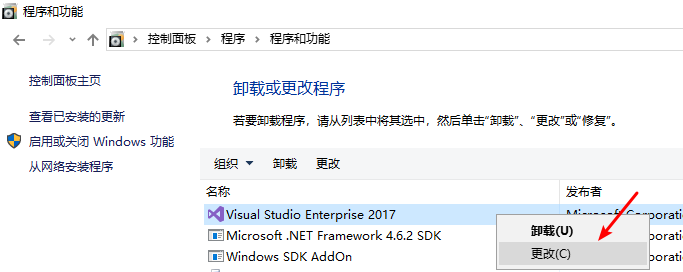 程序和功能
控制面板 > 程序 > 程序和功能
控制面板主页
查看已安装的更新
启用或关闭 Windows 功能
从网络安装程序
卸载或更改程序
若要卸载程序，请从列表中将其选中，然后单击“卸载”、“更改”或“修复”。
组织 卸载 更改
名称 发布者
Visual Studio Enterprise 2017
Microsoft .NET Framework 4.6.2 SDK
Windows SDK AddOn
卸载(U)
更改(C)